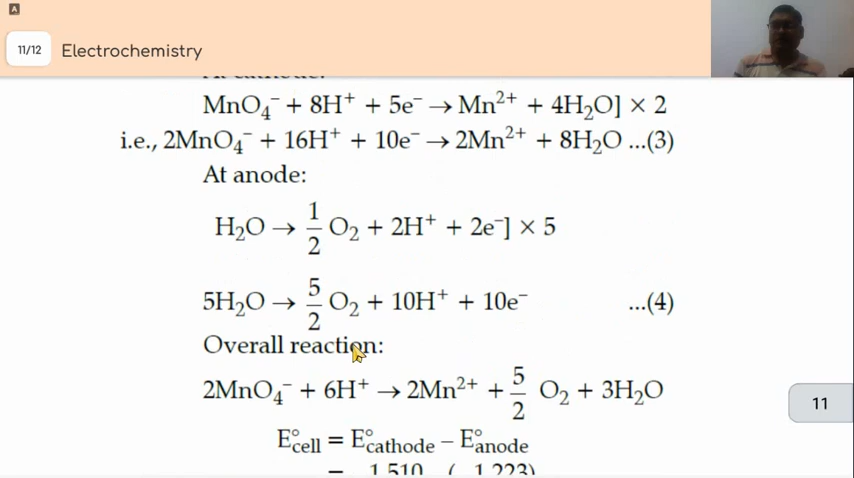 A
11/12 Electrochemistry
MnO₄⁻ + 8H⁺ + 5e⁻ → Mn²⁺ + 4H₂O] × 2
i.e., 2MnO₄⁻ + 16H⁺ + 10e⁻ → 2Mn²⁺ + 8H₂O ...(3)
At anode:
H₂O → 1/2 O₂ + 2H⁺ + 2e⁻] × 5
5H₂O → 5/2 O₂ + 10H⁺ + 10e⁻ ...(4)
Overall reaction:
2MnO₄⁻ + 6H⁺ → 2Mn²⁺ + 5/2 O₂ + 3H₂O
11
E°cell = E°cathode – E°anode